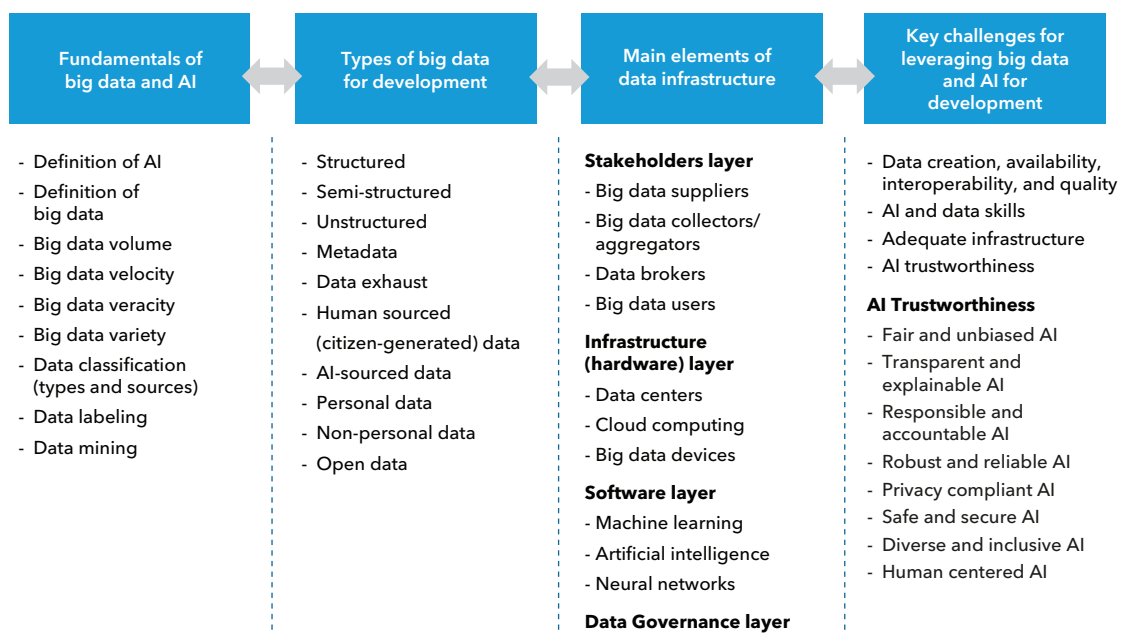 Fundamentals of
big data and AI
- Definition of AI
- Definition of
big data
- Big data volume
- Big data velocity
- Big data veracity
- Big data variety
- Data classification
(types and sources)
- Data labeling
- Data mining
Types of big data
for development
- Structured
- Semi-structured
- Unstructured
- Metadata
- Data exhaust
- Human sourced
(citizen-generated) data
- AI-sourced data
- Personal data
- Non-personal data
- Open data
Main elements of
data infrastructure
Stakeholders layer
- Big data suppliers
- Big data collectors/
aggregators
- Data brokers
- Big data users
Infrastructure
(hardware) layer
- Data centers
- Cloud computing
- Big data devices
Software layer
- Machine learning
- Artificial intelligence
- Neural networks
Data Governance layer
Key challenges for
leveraging big data
and AI for
development
- Data creation, availability,
interoperability, and quality
- AI and data skills
- Adequate infrastructure
- AI trustworthiness
AI Trustworthiness
- Fair and unbiased AI
- Transparent and
explainable AI
- Responsible and
accountable AI
- Robust and reliable AI
- Privacy compliant AI
- Safe and secure AI
- Diverse and inclusive AI
- Human centered AI